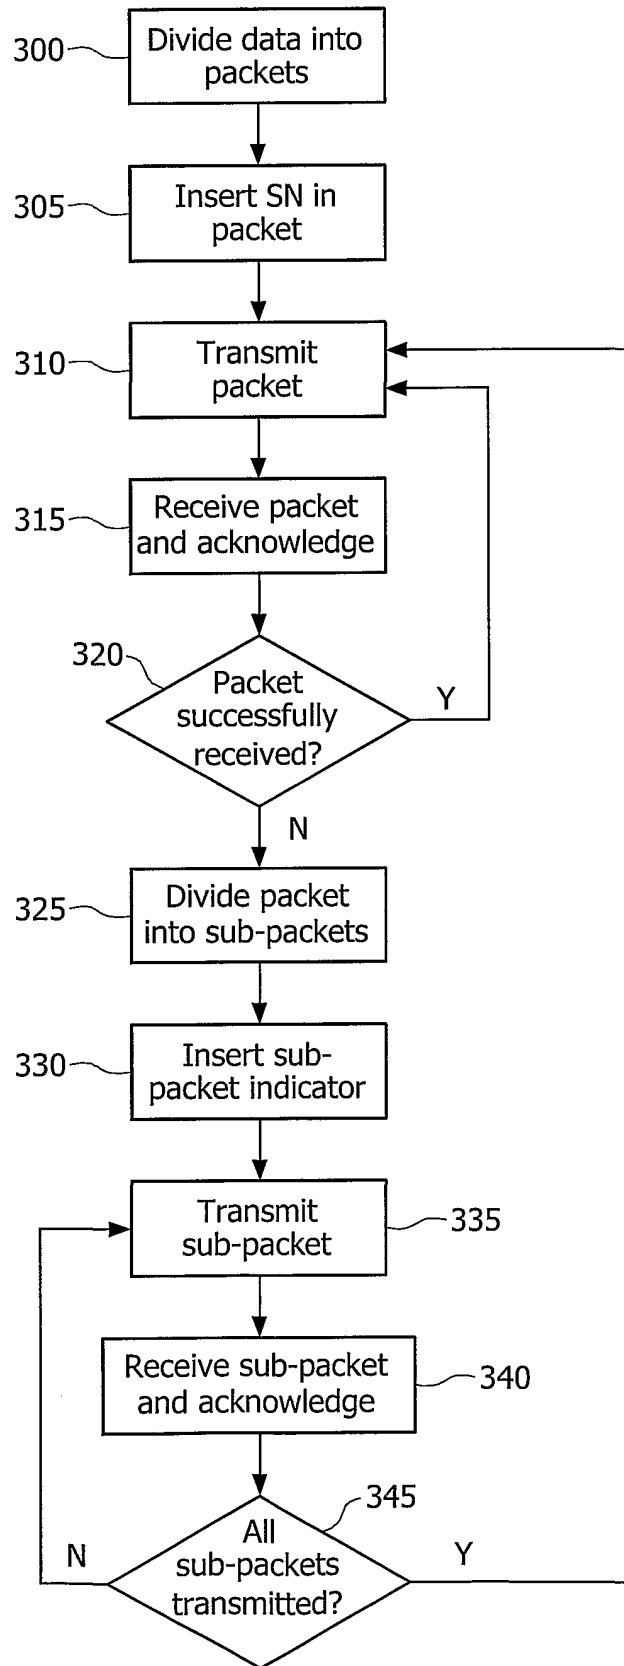 300
Divide data into
packets
305
Insert SN in
packet
310
Transmit
packet
315
Receive packet
and acknowledge
320
Packet
successfully
received?
Y
N
325
Divide packet
into sub-packets
330
Insert sub-
packet indicator
Transmit
sub-packet
335
Receive sub-packet
and acknowledge
340
345
All
sub-packets
transmitted?
N
Y